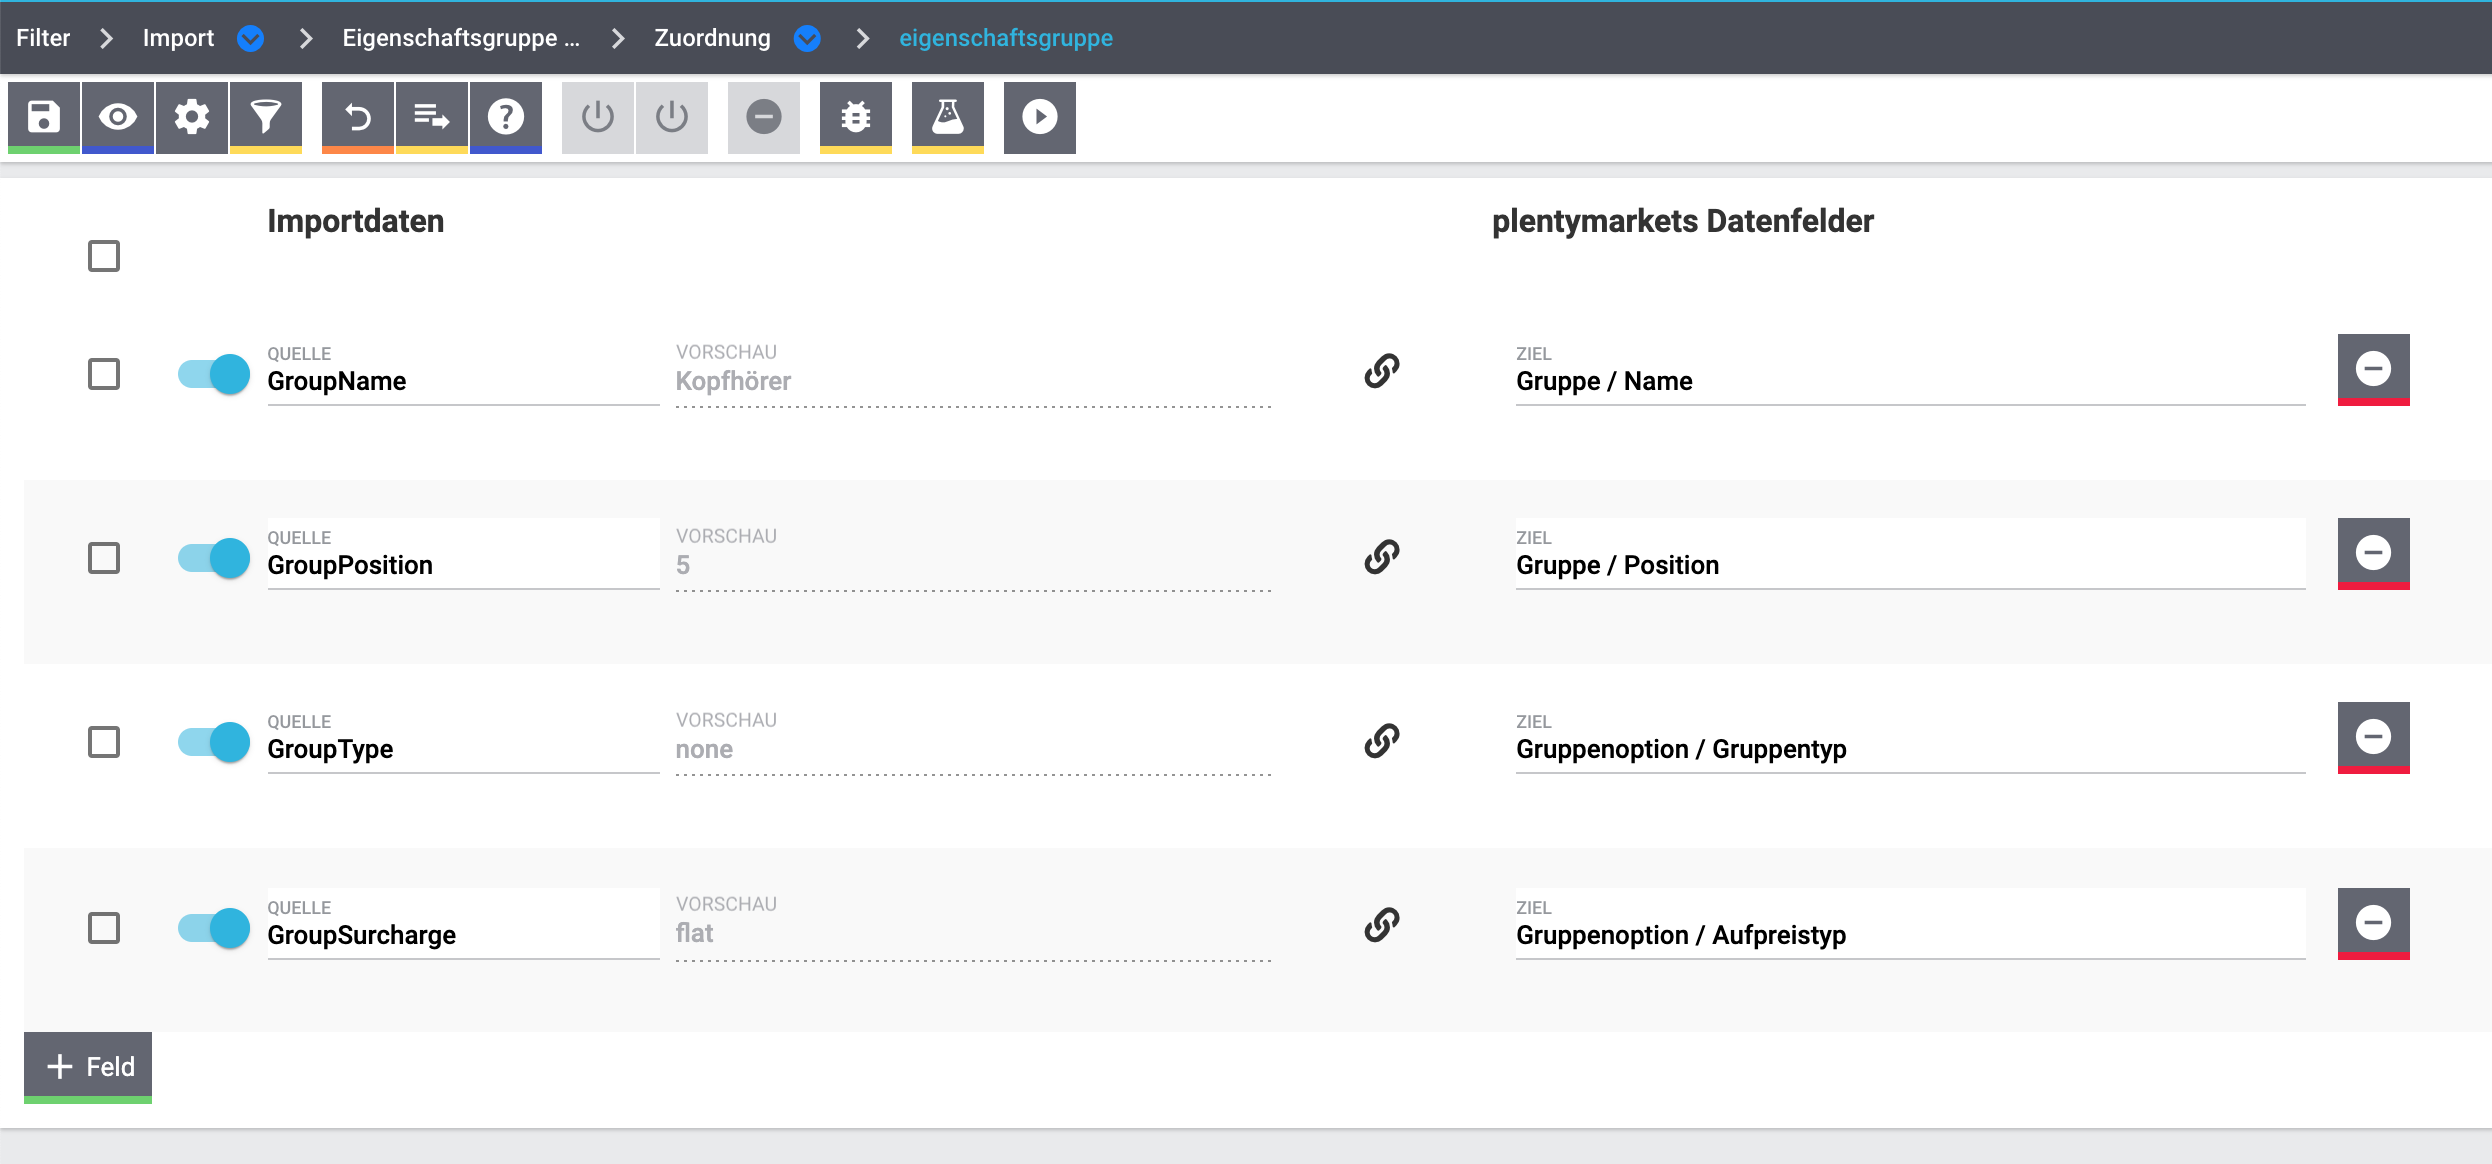 Filter Import Eigenschaftsgruppe ... Zuordnung eigenschaftsgruppe
Importdaten plentymarkets Datenfelder
QUELLE VORSCHAU ZIEL
GroupName Kopfhörer Gruppe / Name
QUELLE VORSCHAU ZIEL
GroupPosition 5 Gruppe / Position
QUELLE VORSCHAU ZIEL
GroupType none Gruppenoption / Gruppentyp
QUELLE VORSCHAU ZIEL
GroupSurcharge flat Gruppenoption / Aufpreistyp
+ Feld